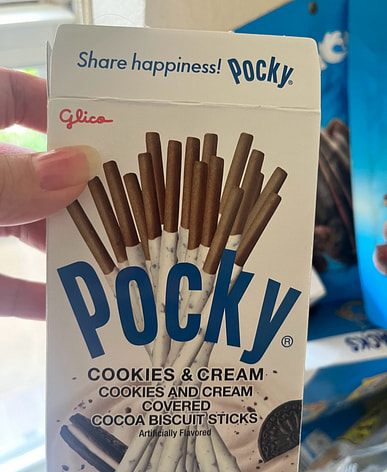 Share happiness! Pocky®
Glico
Pocky®
COOKIES & CREAM
COOKIES AND CREAM
COVERED
COCOA BISCUIT STICKS
Artificially Flavored